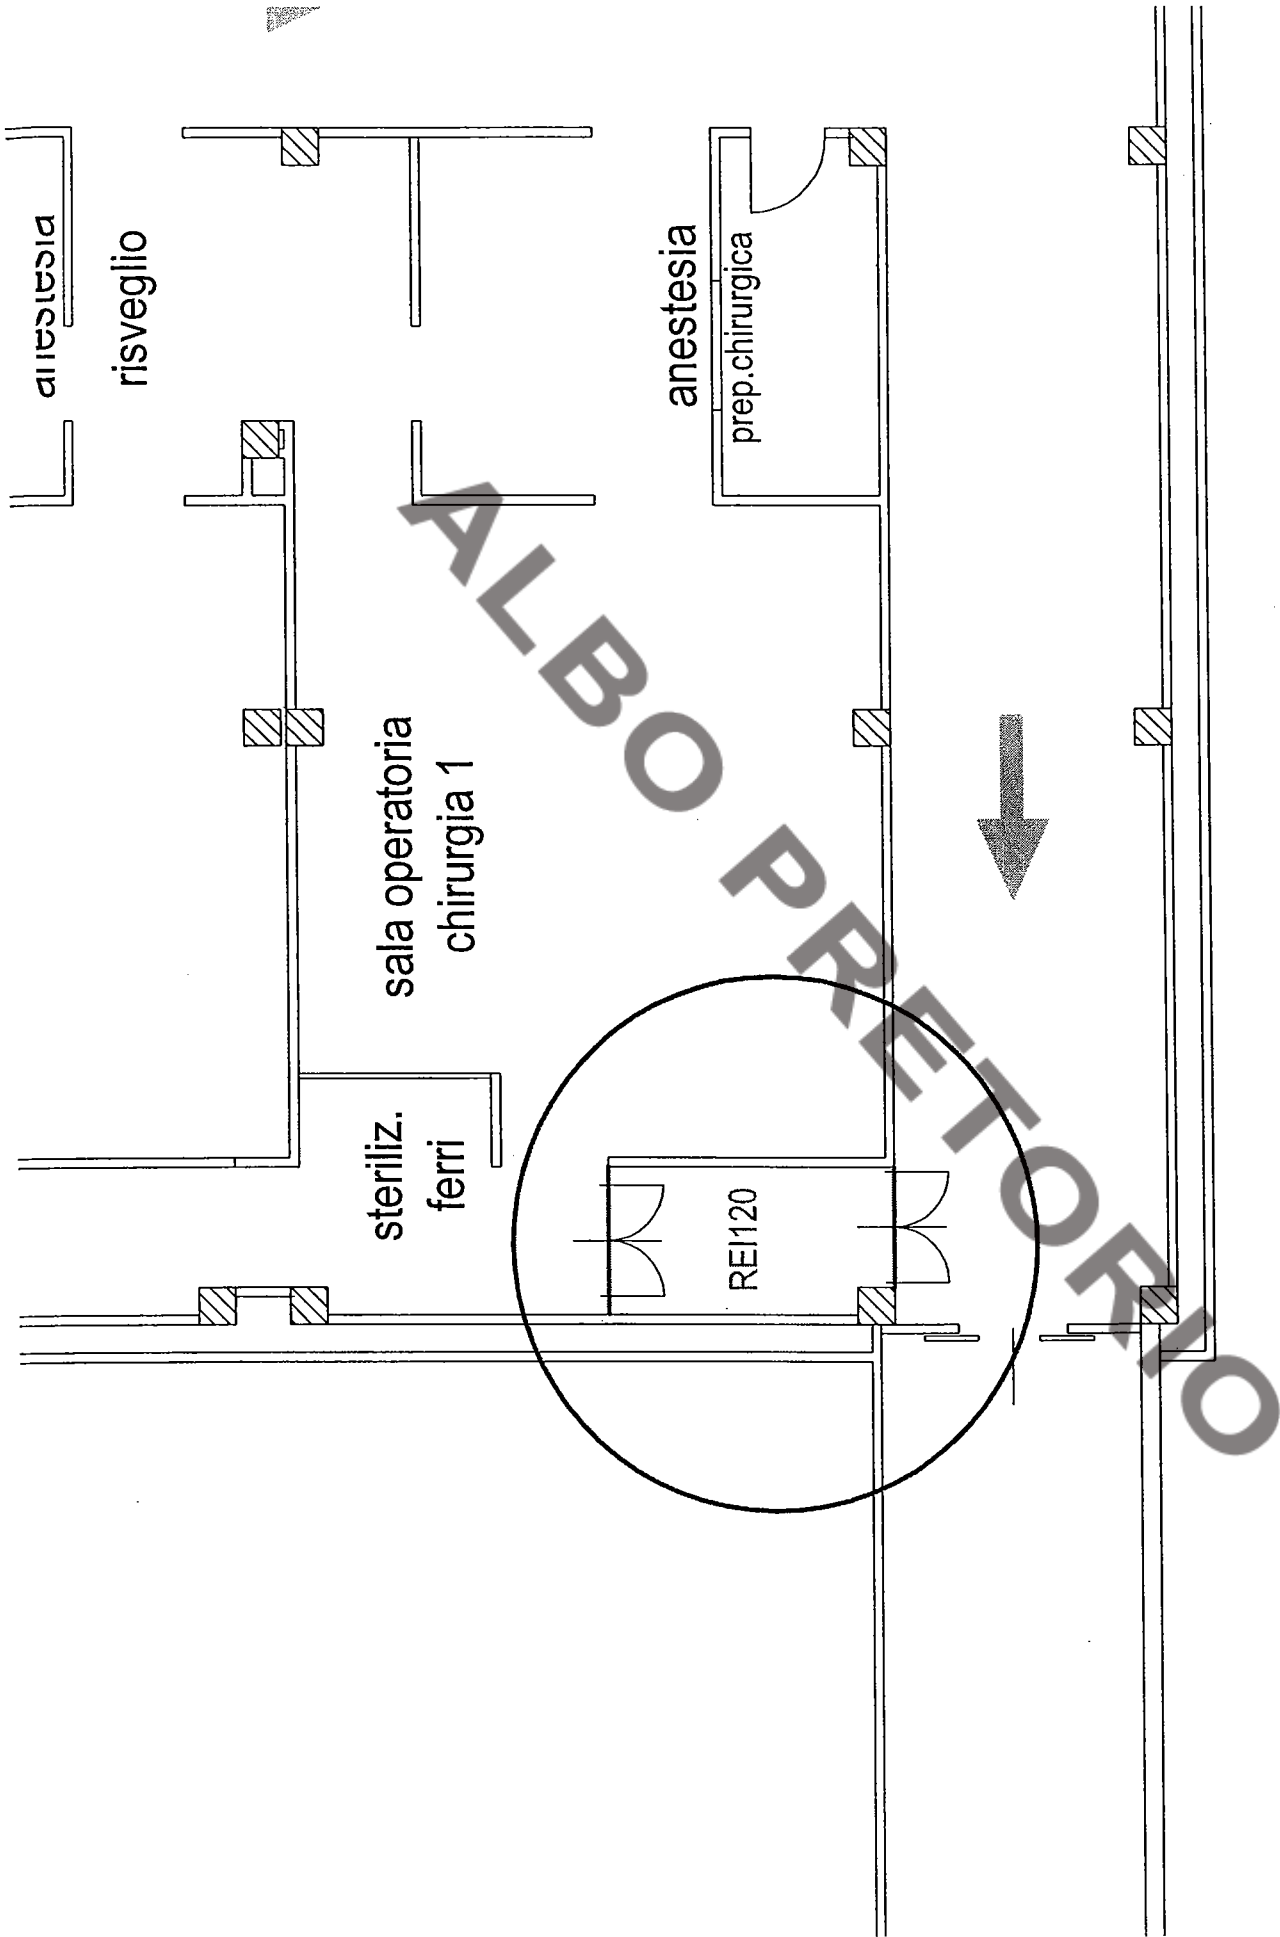 anestesia
risveglio
anestesia
prep.chirurgica
sala operatoria
chirurgia 1
steriliz.
ferri
REI120
ALBO PRETORIO